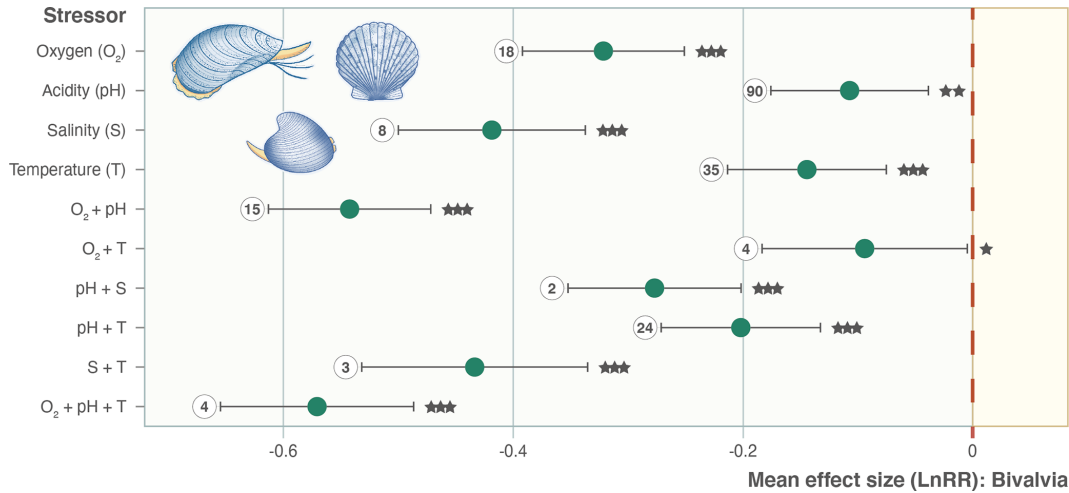 Stressor
Oxygen (O₂) 18 ★★★
Acidity (pH) 90 ★★
Salinity (S) 8 ★★★
Temperature (T) 35 ★★★
O₂ + pH 15 ★★★
O₂ + T 4 ★
pH + S 2 ★★★
pH + T 24 ★★★
S + T 3 ★★★
O₂ + pH + T 4 ★★★
-0.6 -0.4 -0.2 0
Mean effect size (LnRR): Bivalvia